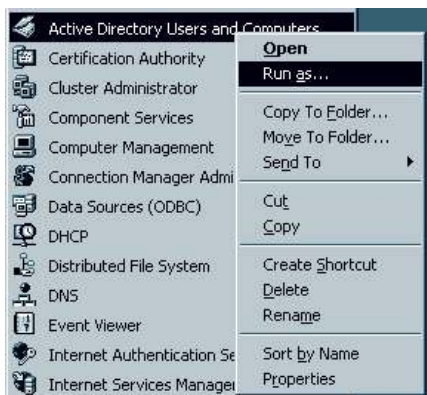 Active Directory Users and Computers
Certification Authority
Cluster Administrator
Component Services
Computer Management
Connection Manager Admi
Data Sources (ODBC)
DHCP
Distributed File System
DNS
Event Viewer
Internet Authentication Se
Internet Services Manager
Open
Run as...
Copy To Folder...
Move To Folder...
Send To
Cut
Copy
Create Shortcut
Delete
Rename
Sort by Name
Properties